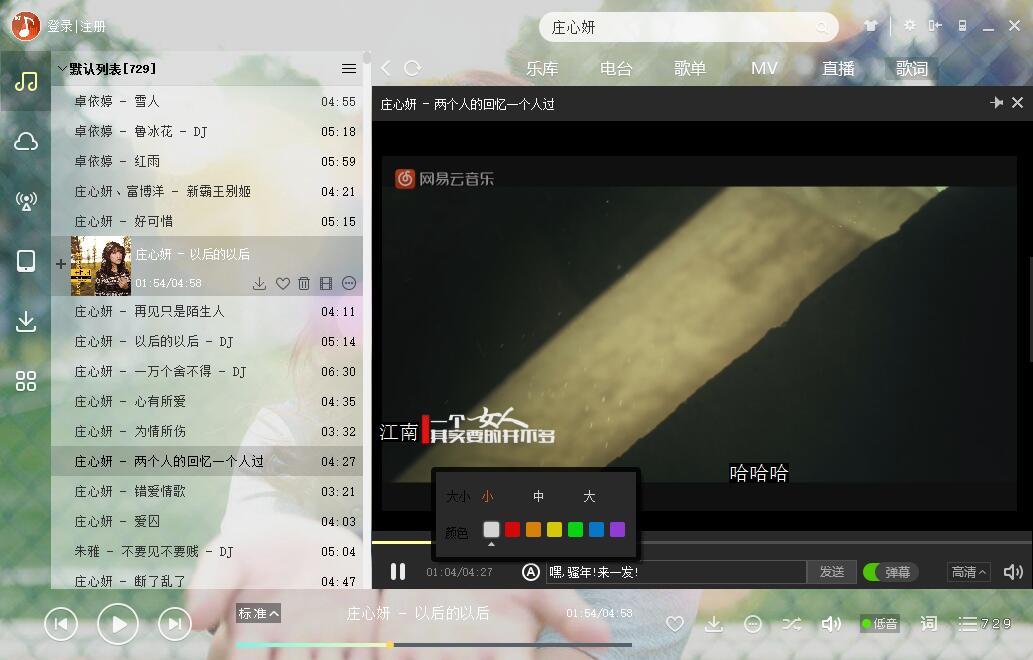 登录|注册
庄心妍
默认列表[729]
乐库 电台 歌单 MV 直播 歌词
庄心妍 - 两个人的回忆一个人过
卓依婷 - 雪人 04:55
卓依婷 - 鲁冰花 - DJ 05:18
卓依婷 - 红雨 05:59
庄心妍、富博洋 - 新霸王别姬 04:21
庄心妍 - 好可惜 05:15
庄心妍 - 以后的以后
01:54/04:58
庄心妍 - 再见只是陌生人 04:11
庄心妍 - 以后的以后 - DJ 05:14
庄心妍 - 一万个舍不得 - DJ 06:30
庄心妍 - 心有所爱 04:35
庄心妍 - 为情所伤 03:32
庄心妍 - 两个人的回忆一个人过 04:27
庄心妍 - 错爱情歌 03:21
庄心妍 - 爱囚 04:03
朱雅 - 不要见不要贱 - DJ 05:04
庄心妍 - 断了乱了 04:47
网易云音乐
江南
一个女人
其实要的并不多
哈哈哈
大小 小 中 大
颜色
01:04/04:27
A
嘿,骚年!来一发!
发送
弹幕
高清
标准
庄心妍 - 以后的以后
01:54/04:58
低音
词
729